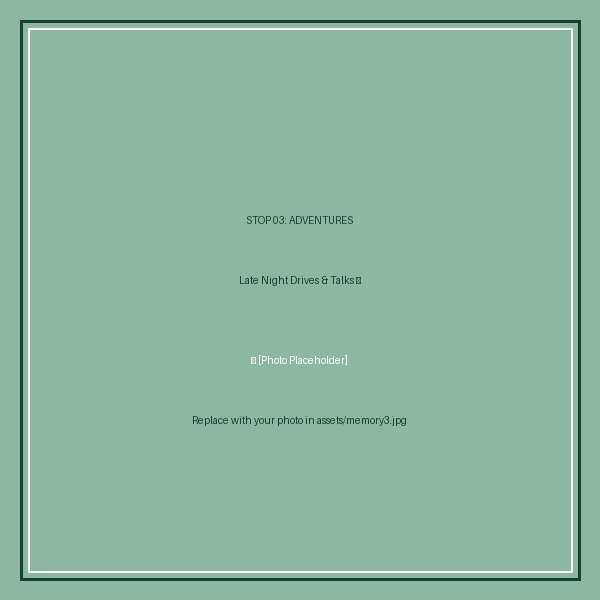 STOP 03: ADVENTURES
Late Night Drives & Talks
[Photo Placeholder]
Replace with your photo in assets/memory3.jpg